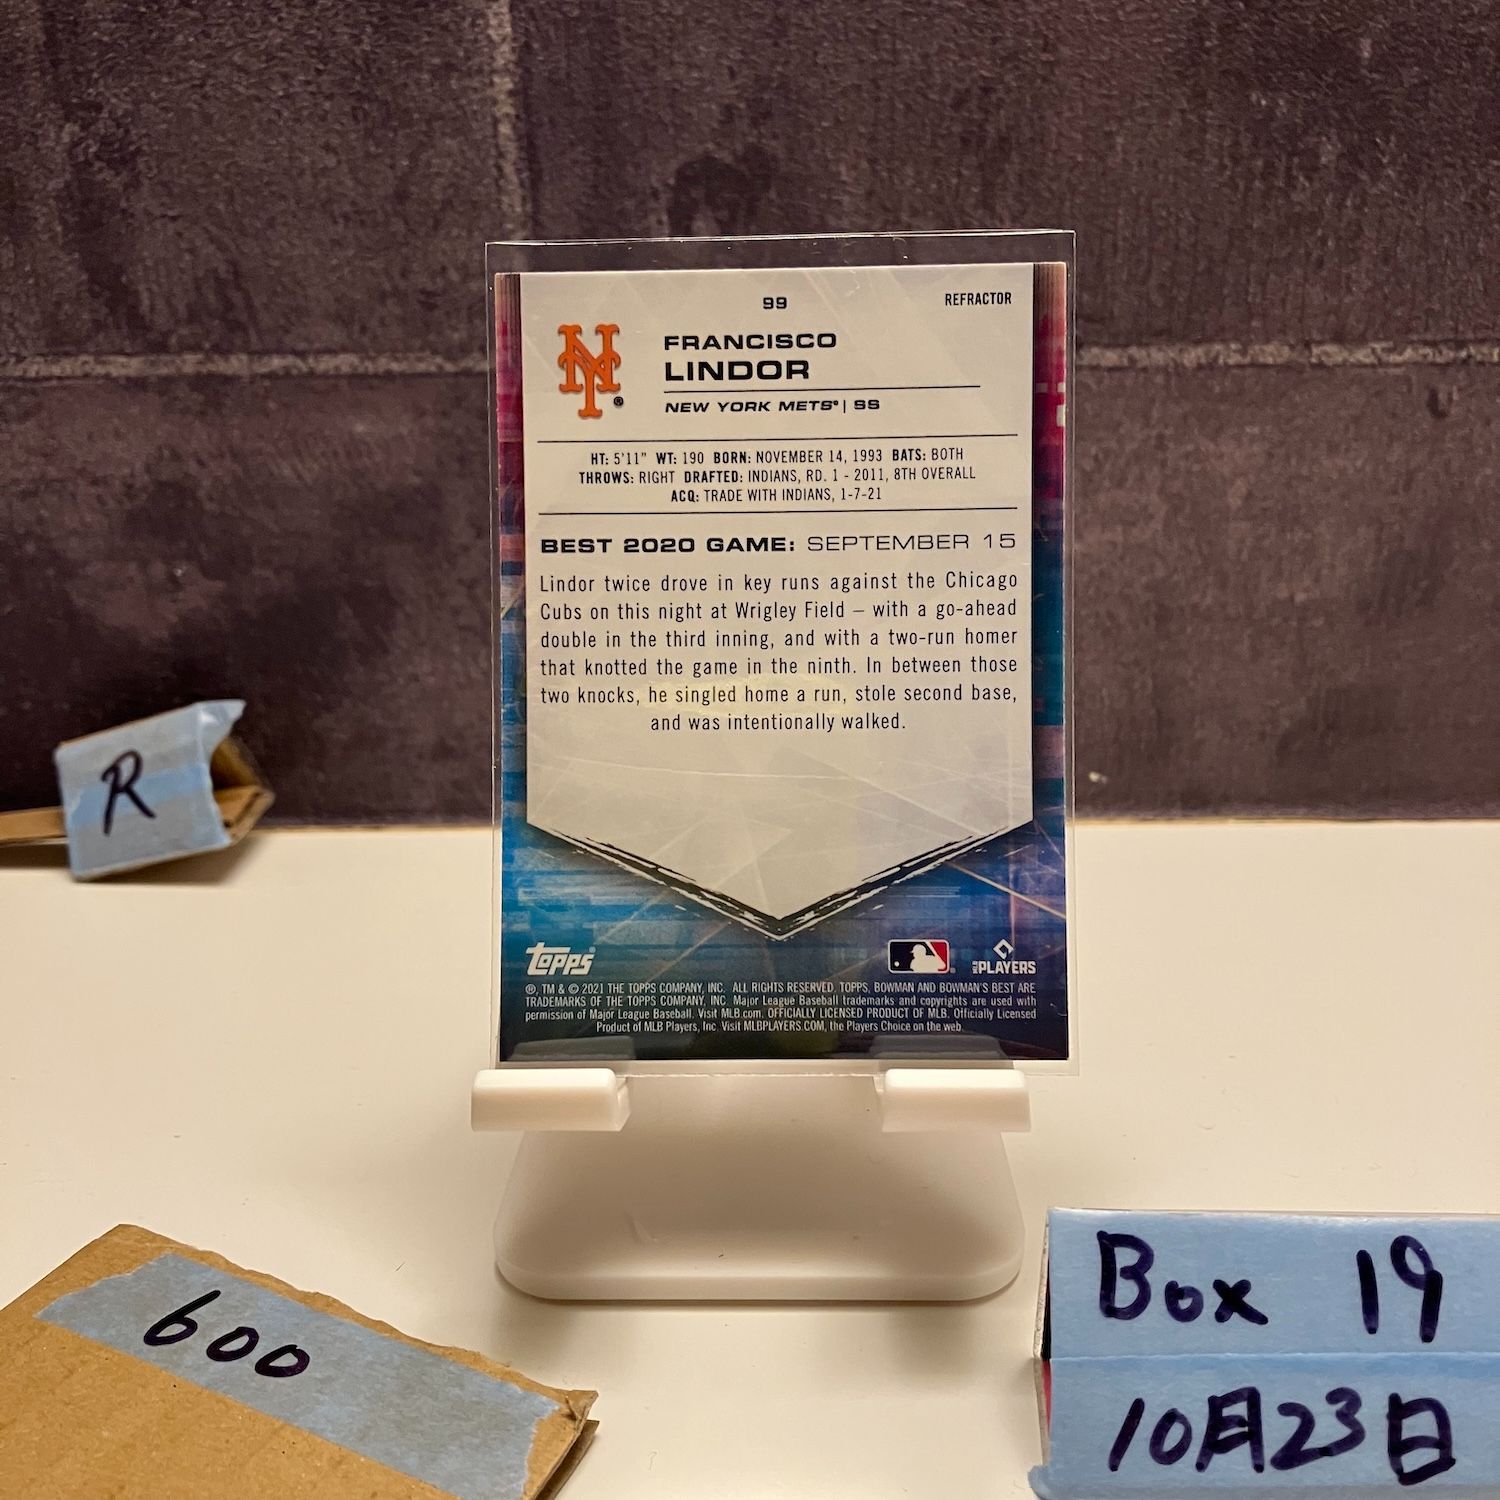 99
REFRACTOR
NY
FRANCISCO
LINDOR
NEW YORK METS® | SS
HT: 5'11" WT: 190 BORN: NOVEMBER 14, 1993 BATS: BOTH
THROWS: RIGHT DRAFTED: INDIANS, RD. 1 - 2011, 8TH OVERALL
ACQ: TRADE WITH INDIANS, 1-7-21
BEST 2020 GAME: SEPTEMBER 15
Lindor twice drove in key runs against the Chicago
Cubs on this night at Wrigley Field – with a go-ahead
double in the third inning, and with a two-run homer
that knotted the game in the ninth. In between those
two knocks, he singled home a run, stole second base,
and was intentionally walked.
Topps®
MLB PLAYERS
®, TM & © 2021 THE TOPPS COMPANY, INC. ALL RIGHTS RESERVED. TOPPS, BOWMAN AND BOWMAN'S BEST ARE
TRADEMARKS OF THE TOPPS COMPANY, INC. Major League Baseball trademarks and copyrights are used with
permission of Major League Baseball. Visit MLB.com. OFFICIALLY LICENSED PRODUCT OF MLB. Officially Licensed
Product of MLB Players, Inc. Visit MLBPLAYERS.COM, the Players Choice on the web.
R
600
Box 19
10月23日